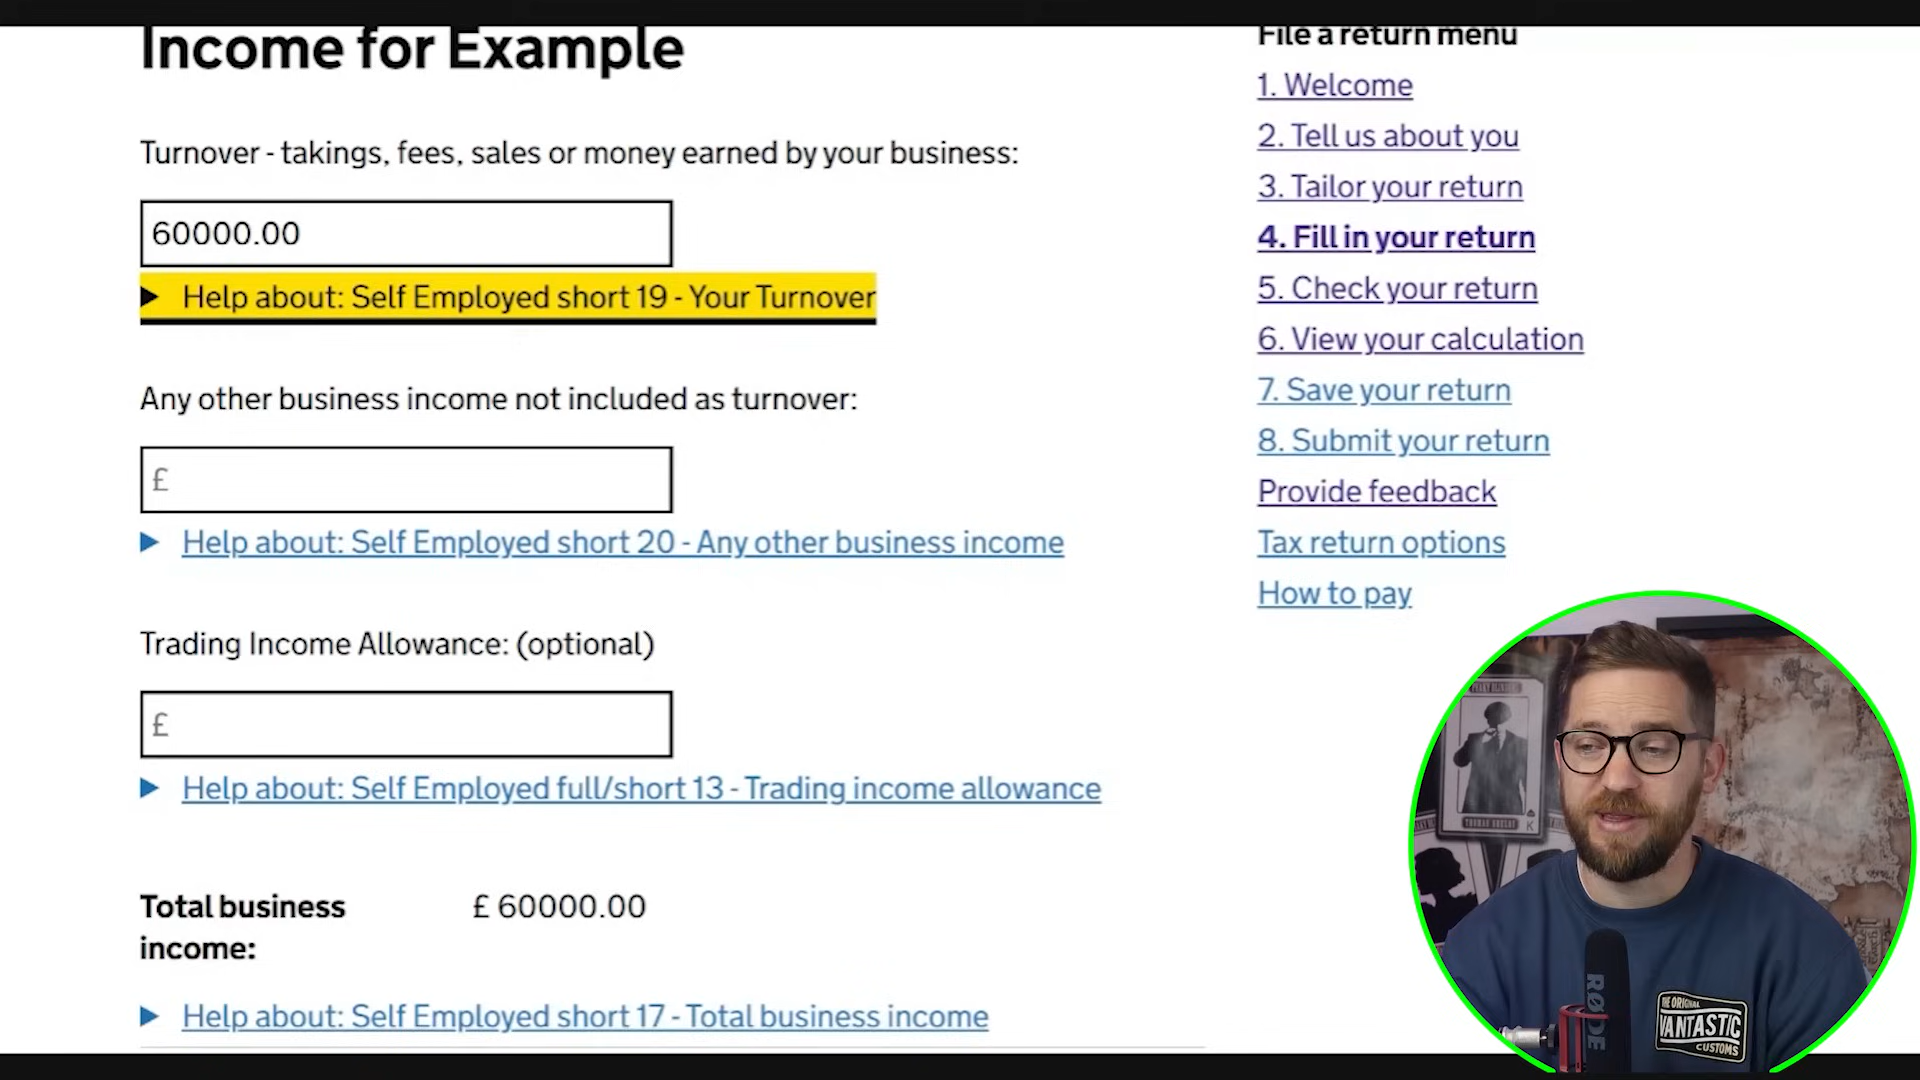 Income for Example
Turnover - takings, fees, sales or money earned by your business:
60000.00
Help about: Self Employed short 19 - Your Turnover
Any other business income not included as turnover:
£
Help about: Self Employed short 20 - Any other business income
Trading Income Allowance: (optional)
£
Help about: Self Employed full/short 13 - Trading income allowance
Total business income:
£ 60000.00
Help about: Self Employed short 17 - Total business income
File a return menu
1. Welcome
2. Tell us about you
3. Tailor your return
4. Fill in your return
5. Check your return
6. View your calculation
7. Save your return
8. Submit your return
Provide feedback
Tax return options
How to pay
PEAKY BLINDERS
THOMAS SHELBY
K
RØDE
THE ORIGINAL
VANTASTIC
CUSTOMS